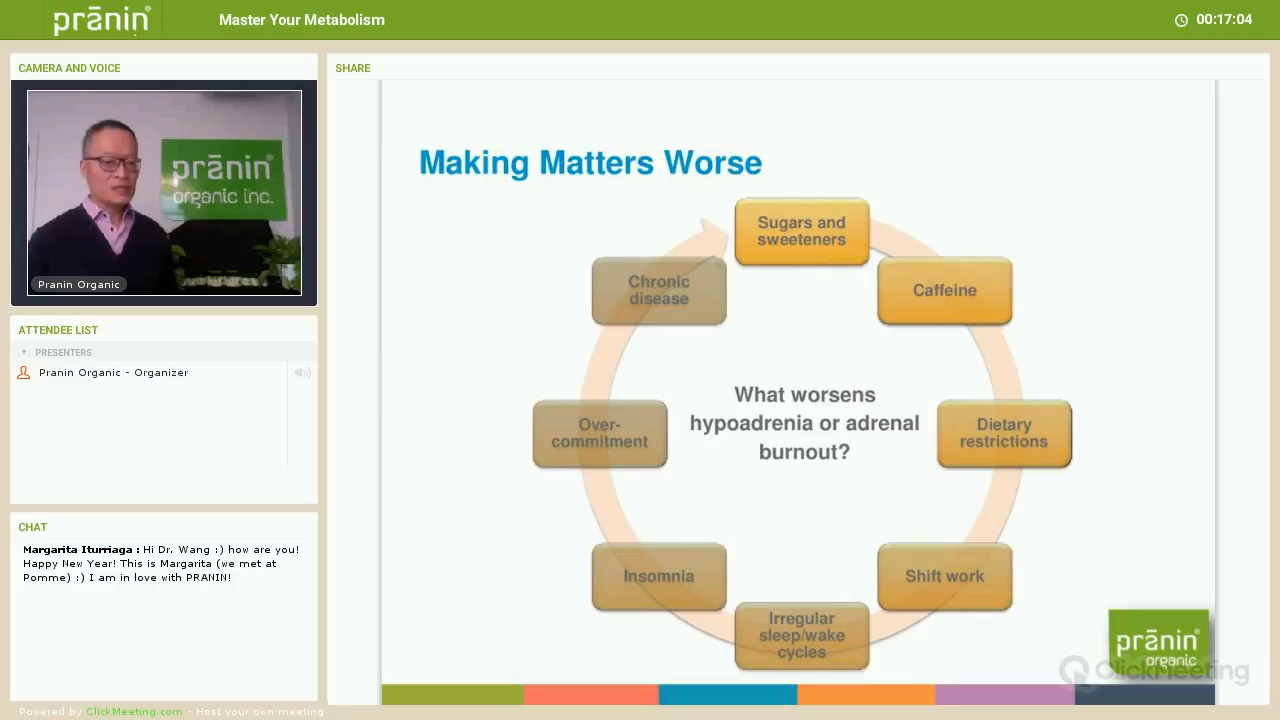 prānin®
Master Your Metabolism
00:17:04
CAMERA AND VOICE
prānin®
organic inc.
Pranin Organic
ATTENDEE LIST
PRESENTERS
Pranin Organic - Organizer
CHAT
Margarita Iturriaga : Hi Dr. Wang :) how are you!
Happy New Year! This is Margarita (we met at
Pomme) :) I am in love with PRANIN!
Powered by ClickMeeting.com - Host your own meeting
SHARE
Making Matters Worse
Sugars and
sweeteners
Caffeine
Dietary
restrictions
Shift work
Irregular
sleep/wake
cycles
Insomnia
Over-
commitment
Chronic
disease
What worsens
hypoadrenia or adrenal
burnout?
prānin®
organic
ClickMeeting